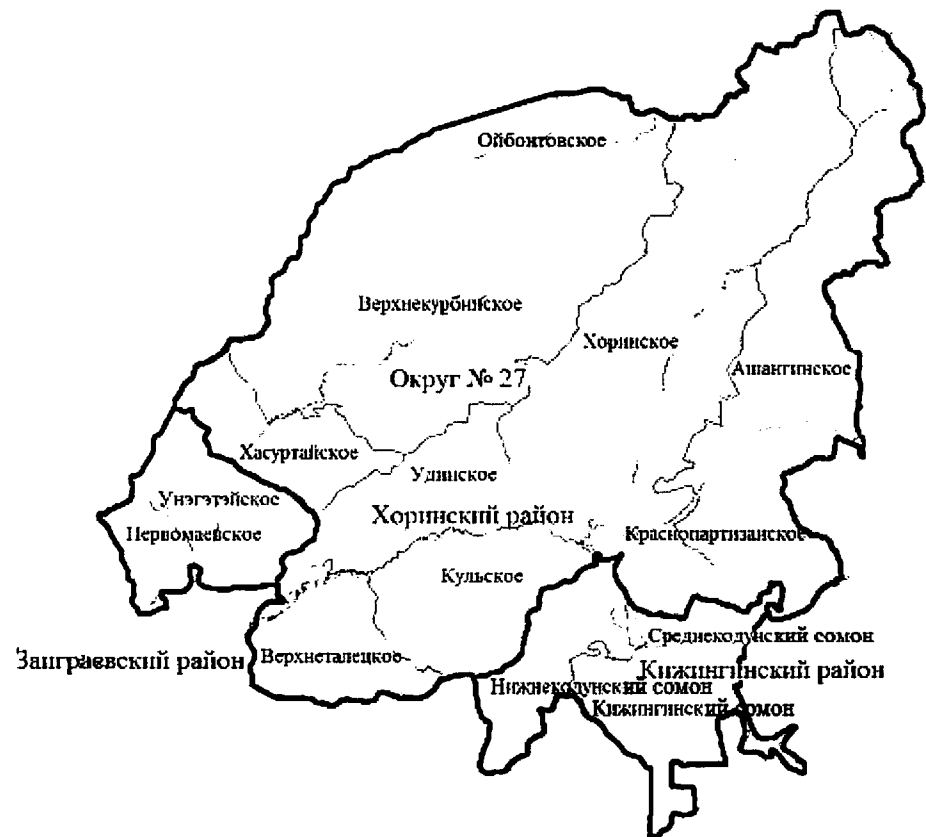 Ойбонтовское
Верхнекурбинское
Хоринское
Ашангинское
Округ № 27
Хасуртайское
Удинское
Унэгэтэйское
Первомаевское
Хоринский район
Краснопартизанское
Кульское
Среднекодунский сомон
Заиграевский район
Верхнеталецкое
Кижингинский район
Нижнекодунский сомон
Кижингинский сомон